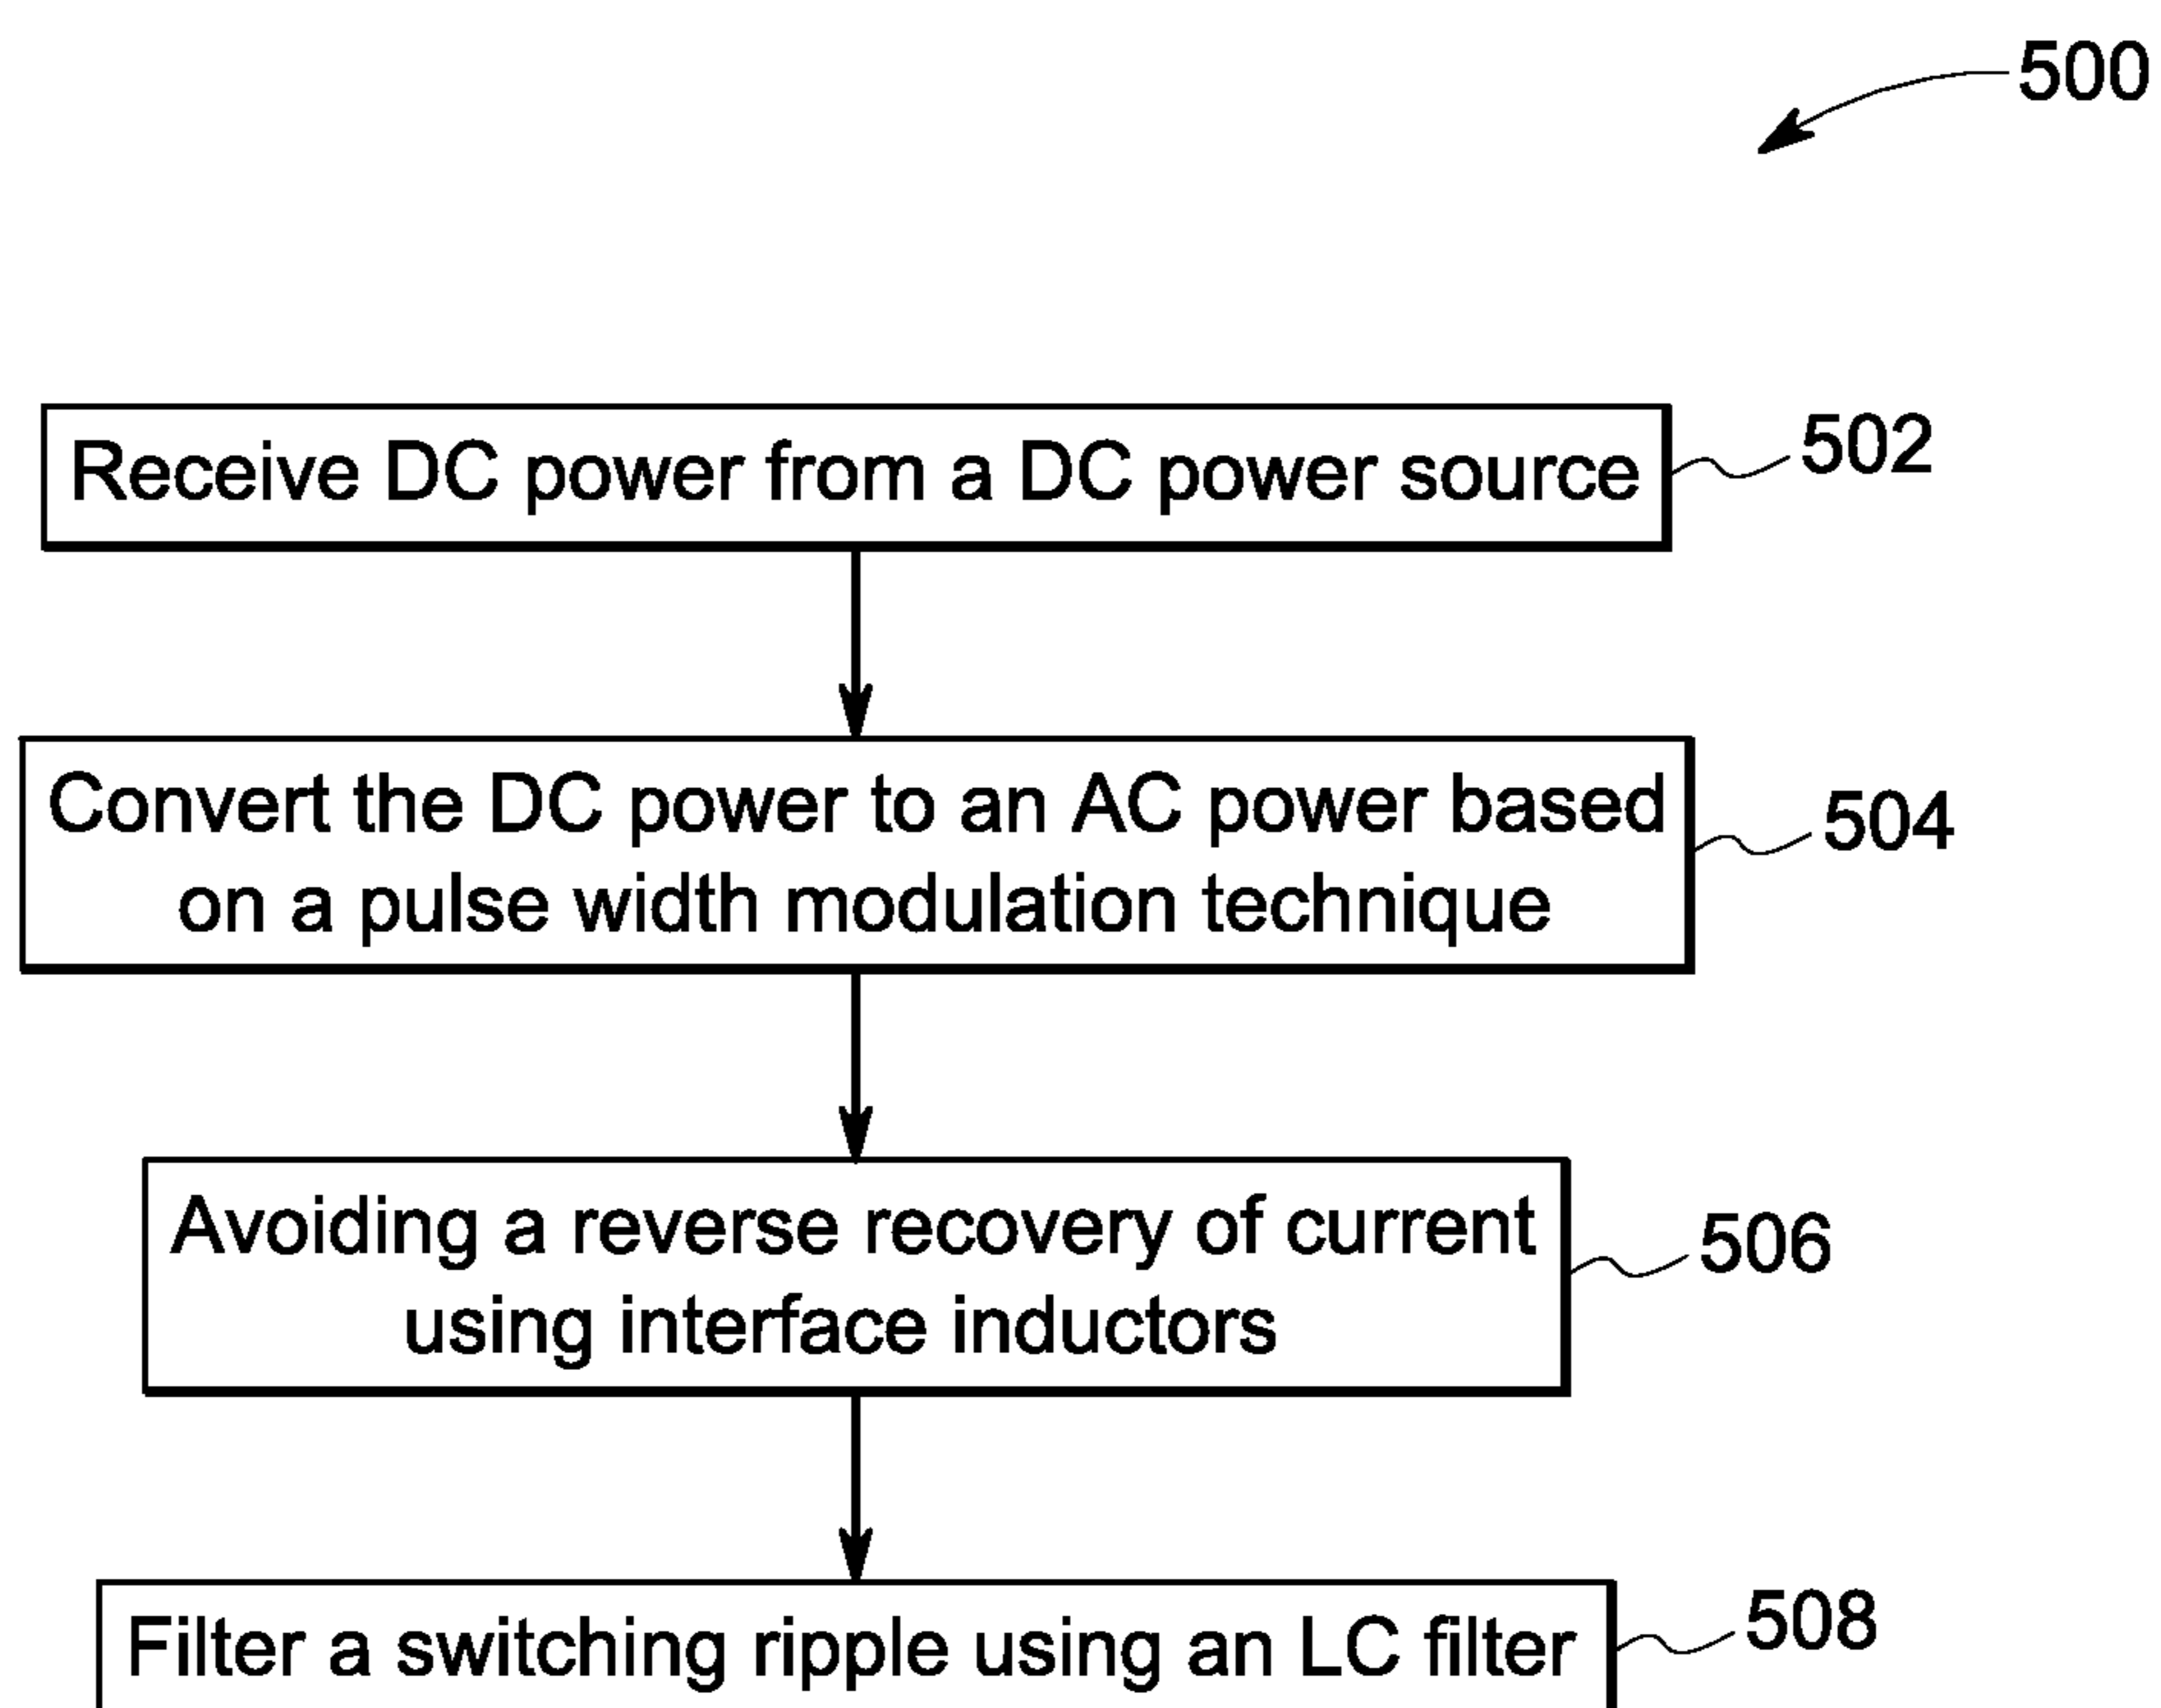 500
Receive DC power from a DC power source
502
Convert the DC power to an AC power based
on a pulse width modulation technique
504
Avoiding a reverse recovery of current
using interface inductors
506
Filter a switching ripple using an LC filter
508